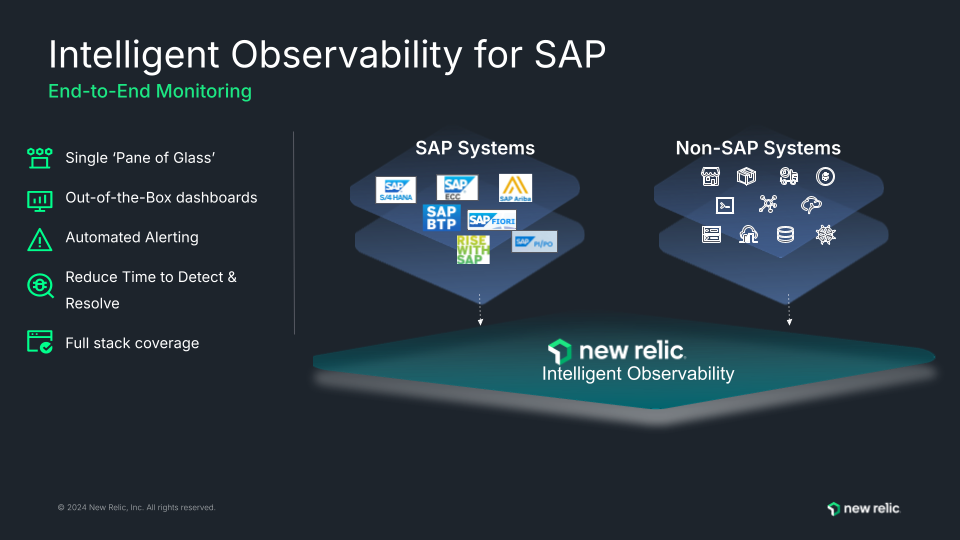 Intelligent Observability for SAP
End-to-End Monitoring
Single ‘Pane of Glass’
Out-of-the-Box dashboards
Automated Alerting
Reduce Time to Detect &
Resolve
Full stack coverage
SAP Systems
SAP
S/4HANA
SAP
ECC
SAP Ariba
SAP
BTP
SAP FIORI
RISE
WITH
SAP
SAP PI/PO
Non-SAP Systems
new relic
Intelligent Observability
© 2024 New Relic, Inc. All rights reserved.
new relic